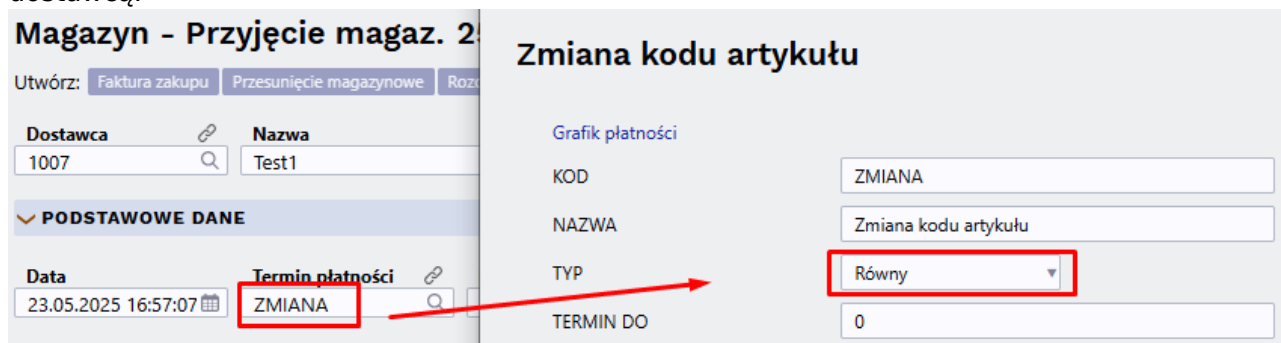 Magazyn - Przyjęcie magaz.
Utwórz: Faktura zakupu Przesunięcie magazynowe
Dostawca Nazwa
1007 Test1
PODSTAWOWE DANE
Data Termin płatności
23.05.2025 16:57:07 ZMIANA
Zmiana kodu artykułu
Grafik płatności
KOD ZMIANA
NAZWA Zmiana kodu artykułu
TYP Równy
TERMIN DO 0